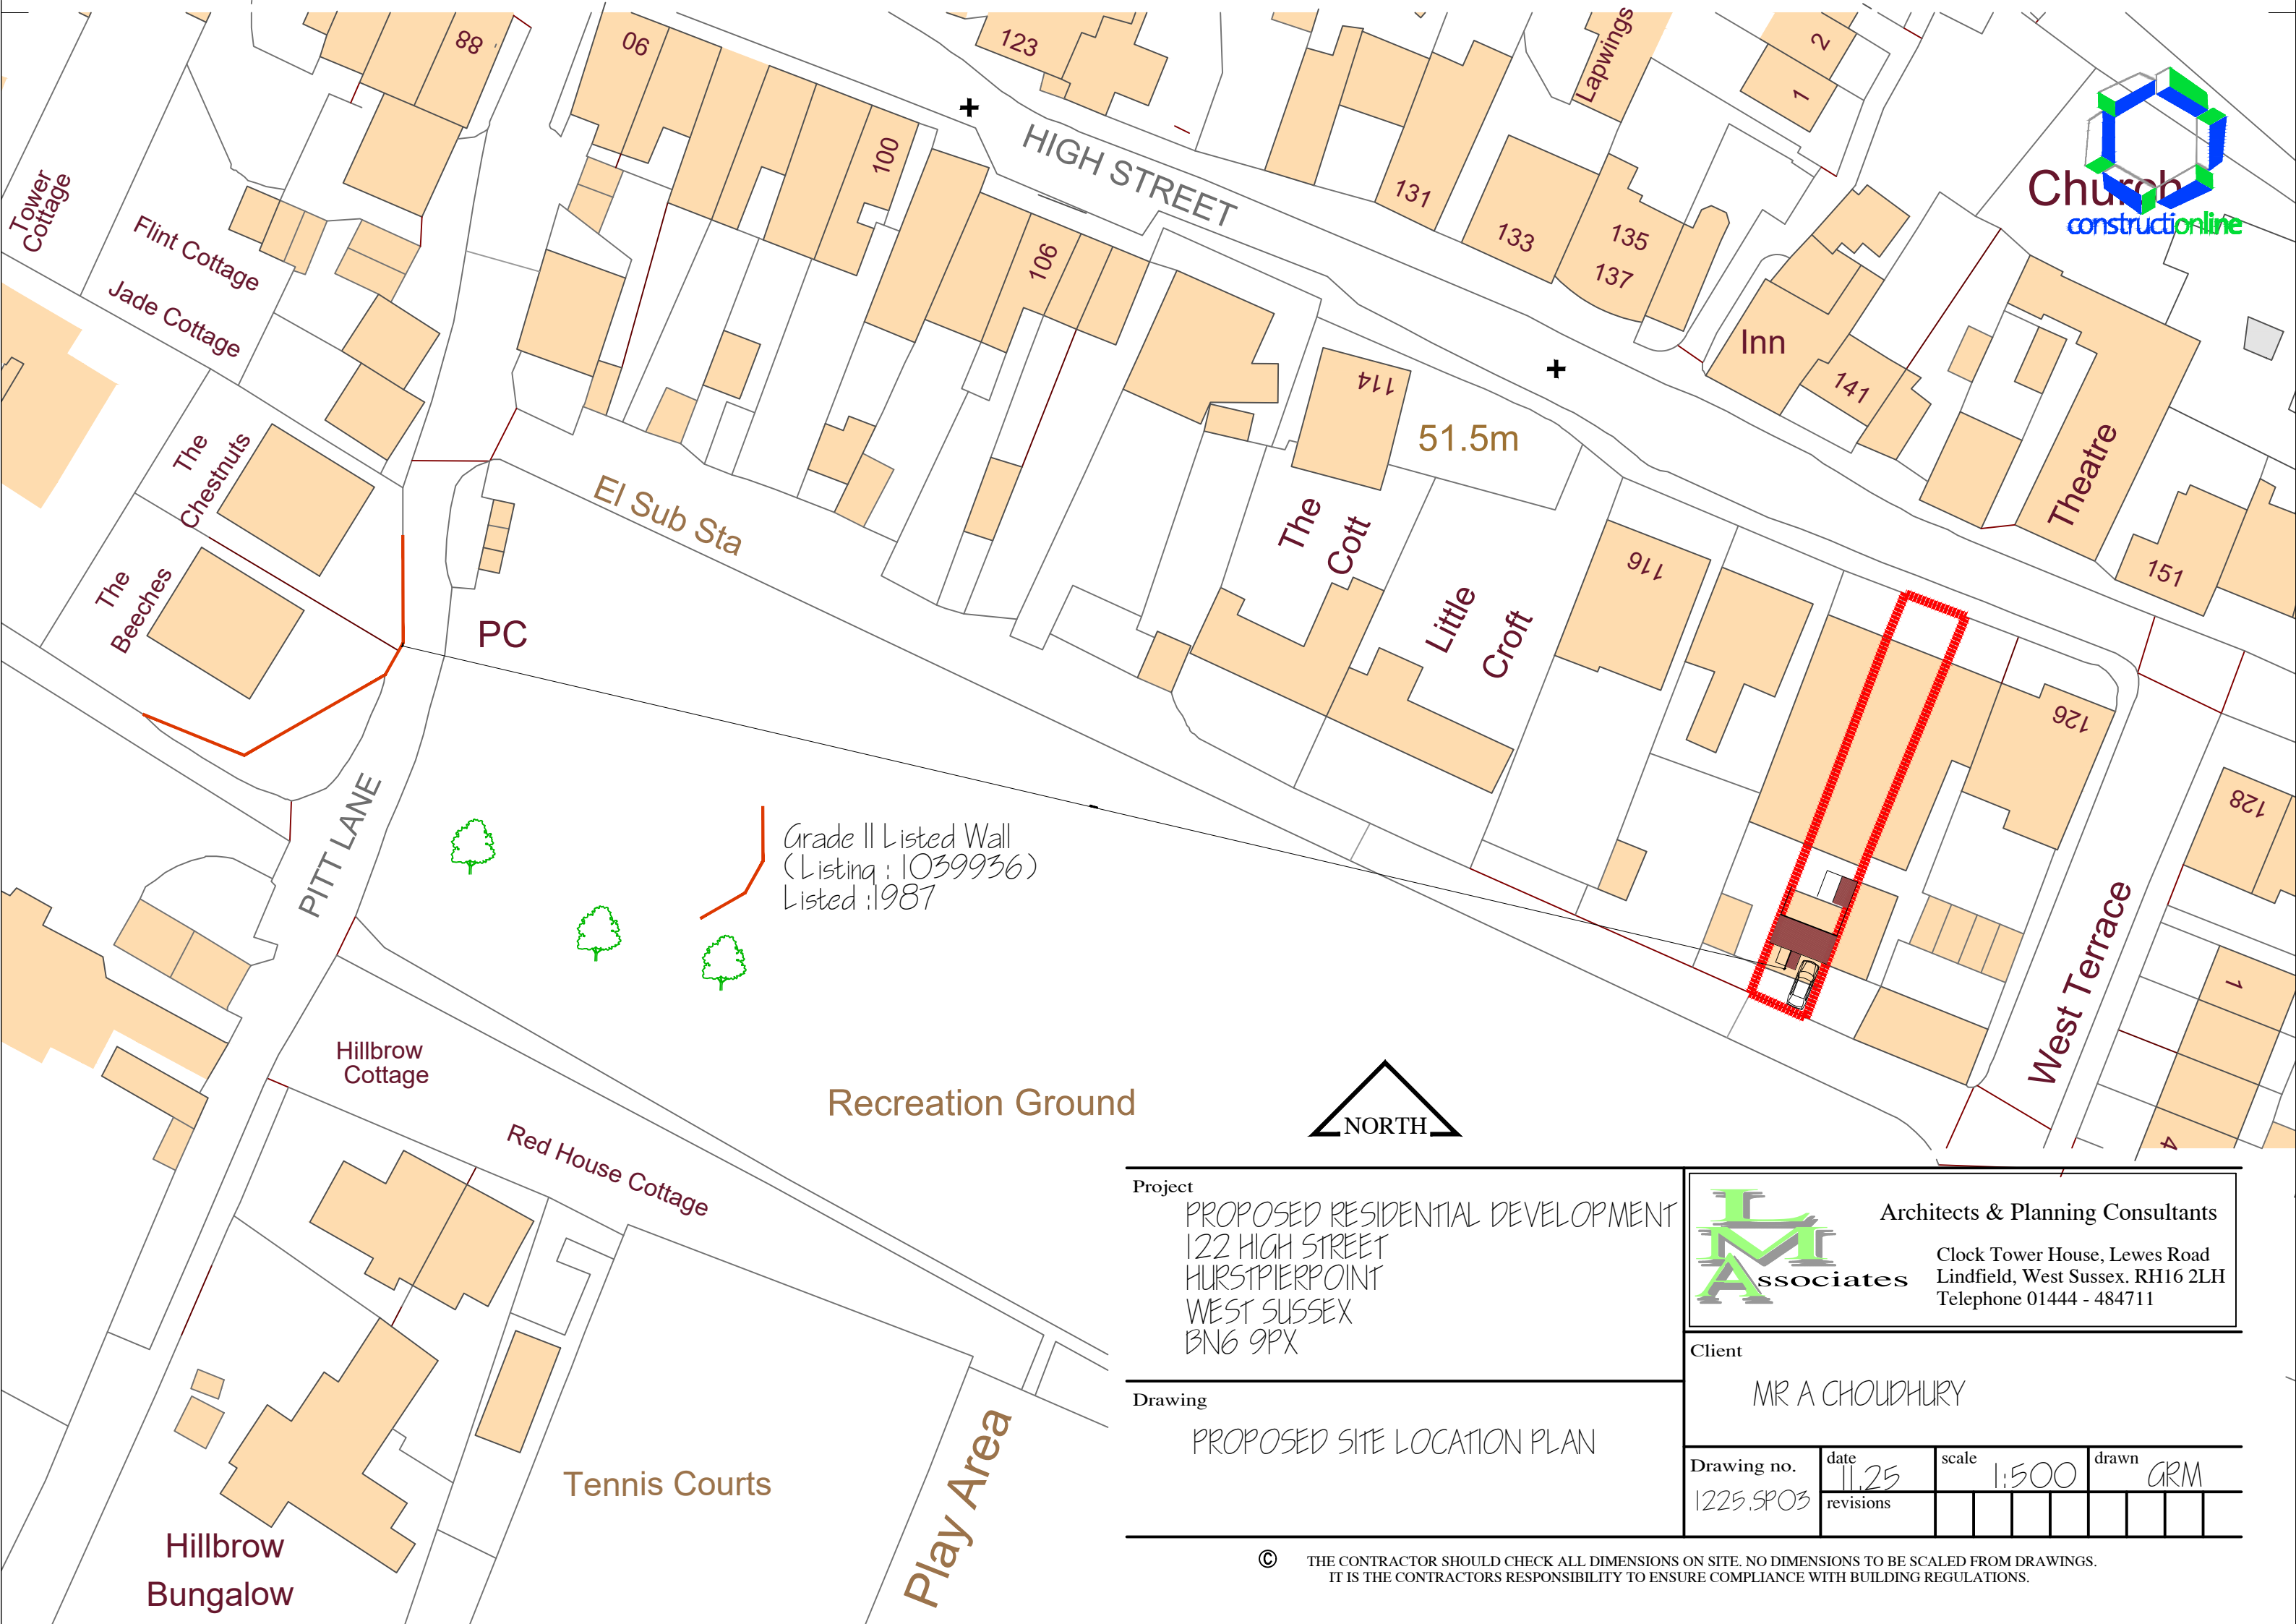 88
90
123
Lapwings
2
1
100
HIGH STREET
131
133
135
137
Church
constructionline
Tower
Cottage
Flint Cottage
Jade Cottage
106
Inn
141
114
51.5m
Theatre
The
Chestnuts
El Sub Sta
The
Cott
151
116
The
Beeches
PC
Little
Croft
126
128
PITT LANE
Grade II Listed Wall
(Listing : 1039936)
Listed :1987
West Terrace
1
4
Hillbrow
Cottage
Recreation Ground
NORTH
Red House Cottage
Tennis Courts
Play Area
Hillbrow
Bungalow
Project
PROPOSED RESIDENTIAL DEVELOPMENT
122 HIGH STREET
HURSTPIERPOINT
WEST SUSSEX
BN6 9PX
Drawing
PROPOSED SITE LOCATION PLAN
LMAssociates
Architects & Planning Consultants
Clock Tower House, Lewes Road
Lindfield, West Sussex. RH16 2LH
Telephone 01444 - 484711
Client
MR A CHOUDHURY
Drawing no.
1225.SP03
date
11.25
scale
1:500
drawn
GRM
revisions
© THE CONTRACTOR SHOULD CHECK ALL DIMENSIONS ON SITE. NO DIMENSIONS TO BE SCALED FROM DRAWINGS.
IT IS THE CONTRACTORS RESPONSIBILITY TO ENSURE COMPLIANCE WITH BUILDING REGULATIONS.